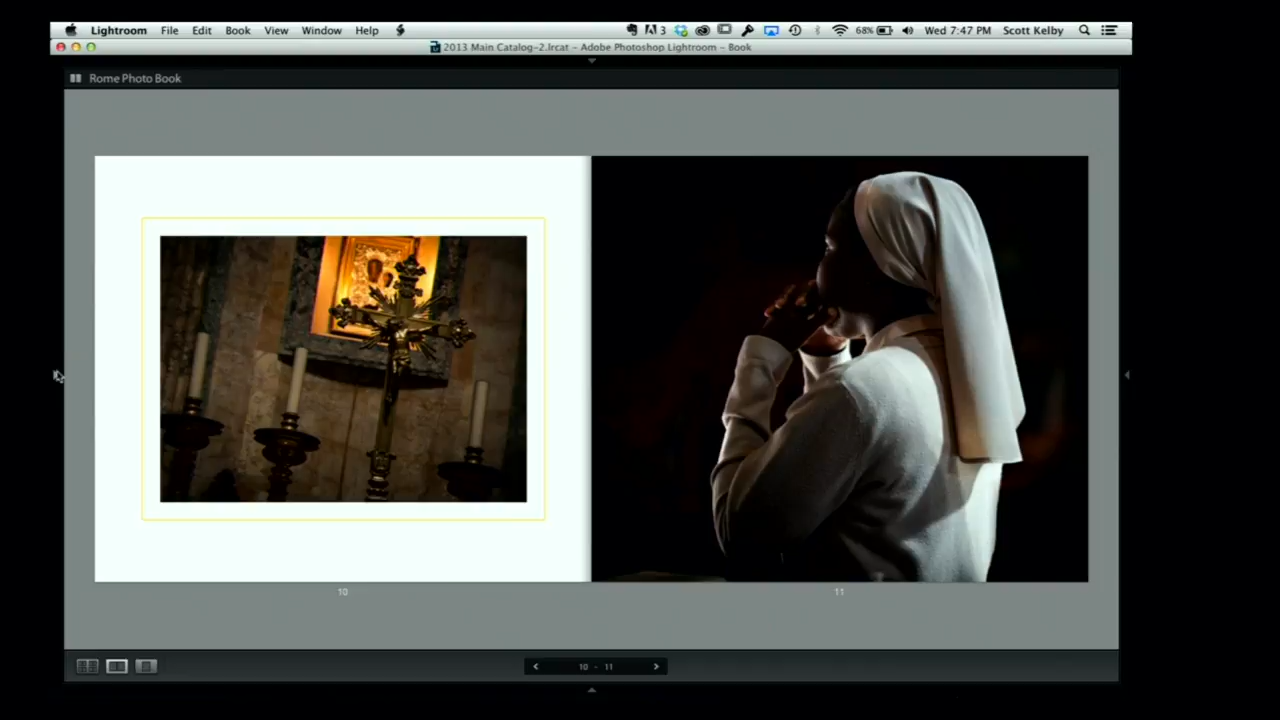 Lightroom File Edit Book View Window Help 3 68% Wed 7:47 PM Scott Kelby
2013 Main Catalog-2.lrcat - Adobe Photoshop Lightroom - Book
Rome Photo Book
10 11
10 - 11